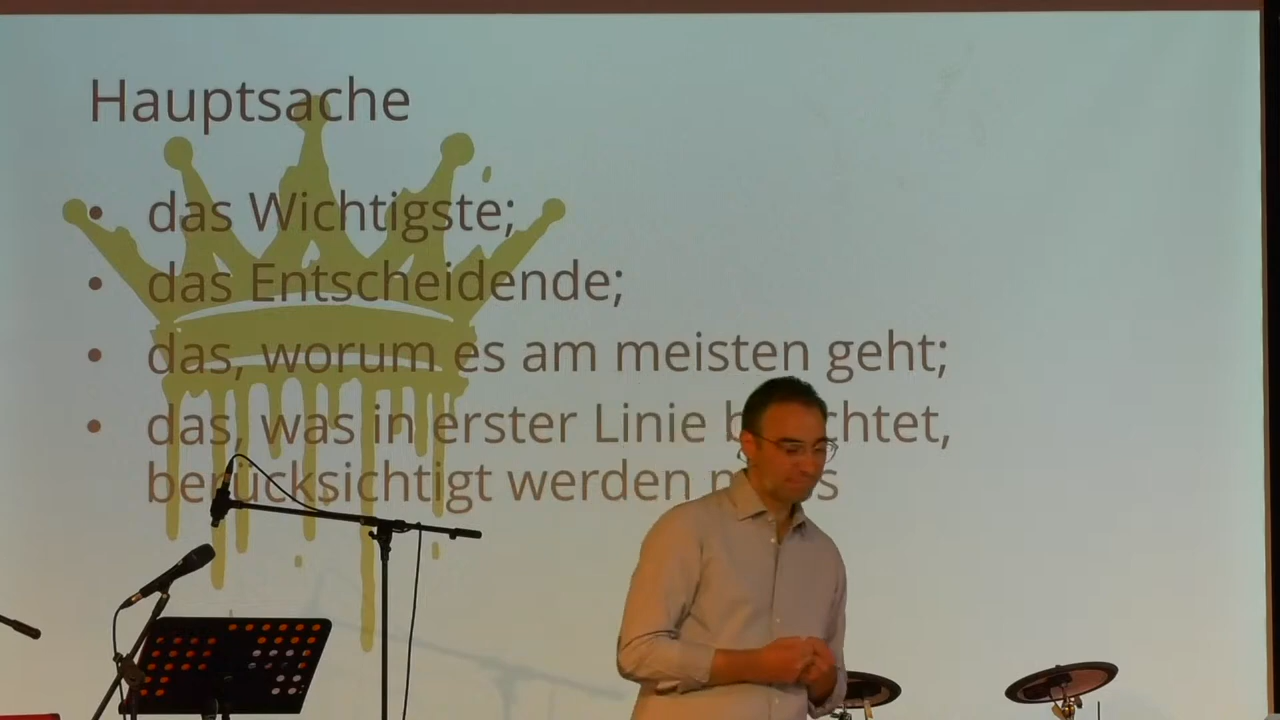 Hauptsache
• das Wichtigste;
• das Entscheidende;
• das, worum es am meisten geht;
• das, was in erster Linie
berücksichtigt werden